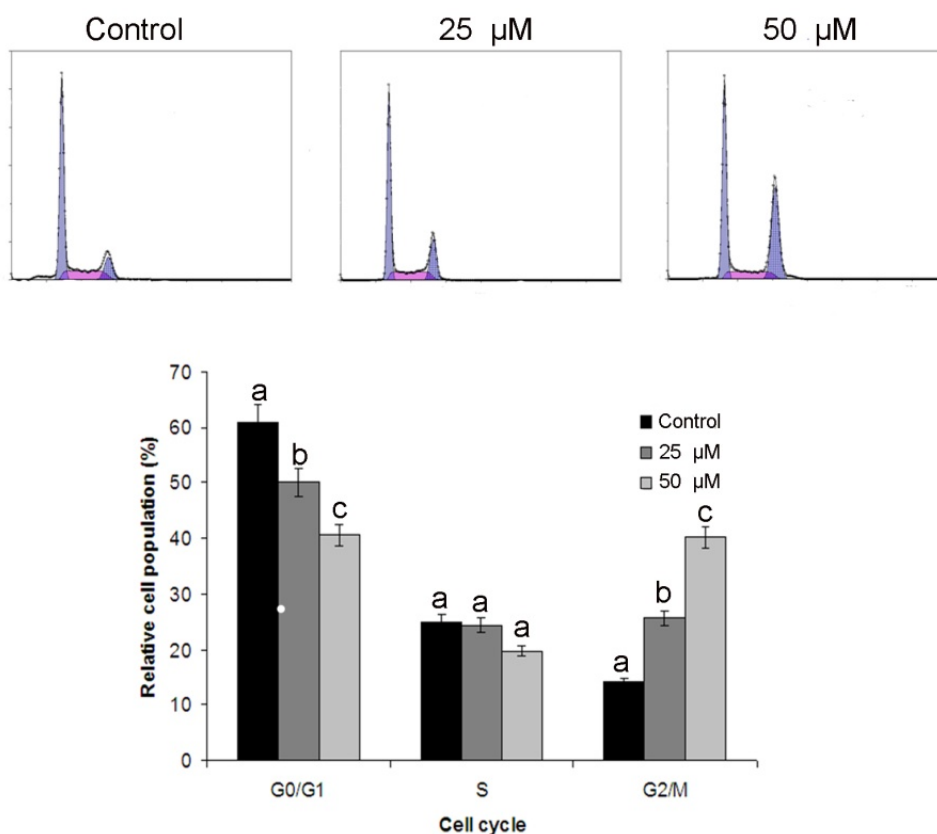 Control
25 µM
50 µM
Relative cell population (%)
70
60
50
40
30
20
10
0
a
b
c
a
a
a
a
b
c
Control
25 µM
50 µM
G0/G1
S
G2/M
Cell cycle